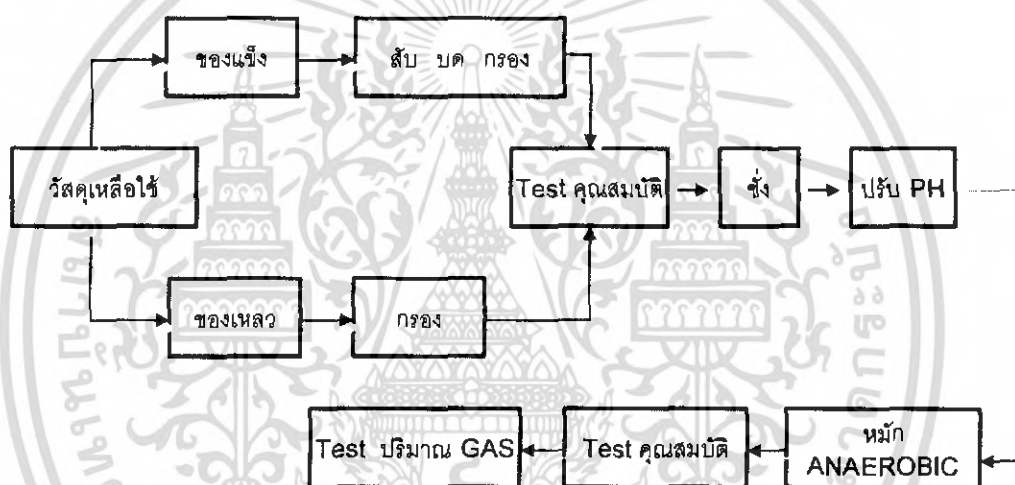 ของแข็ง
สับ บด กรอง
วัสดุเหลือใช้
Test คุณสมบัติ
ชั่ง
ปรับ PH
ของเหลว
กรอง
Test ปริมาณ GAS
Test คุณสมบัติ
หมัก
ANAEROBIC